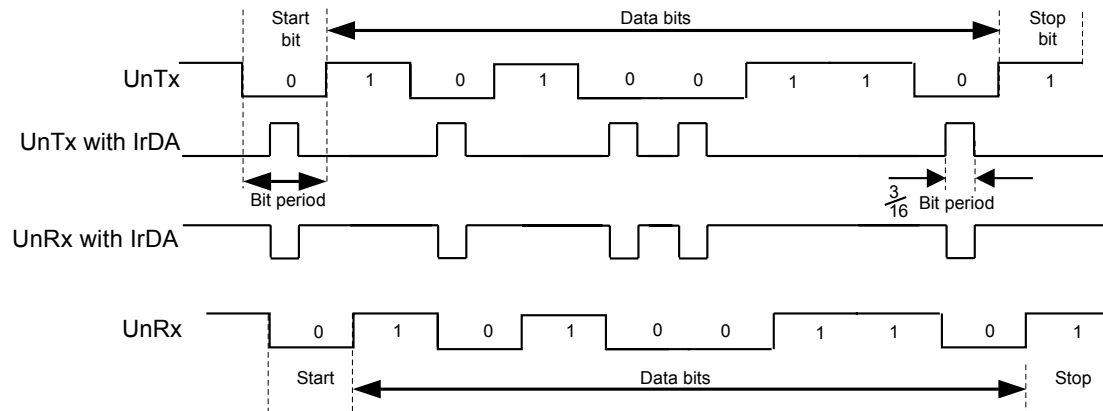 Start
bit
Data bits
Stop
bit
UnTx
0 1 0 1 0 0 1 1 0 1
UnTx with IrDA
Bit period
3/16 Bit period
UnRx with IrDA
UnRx
0 1 0 1 0 0 1 1 0 1
Start
Data bits
Stop